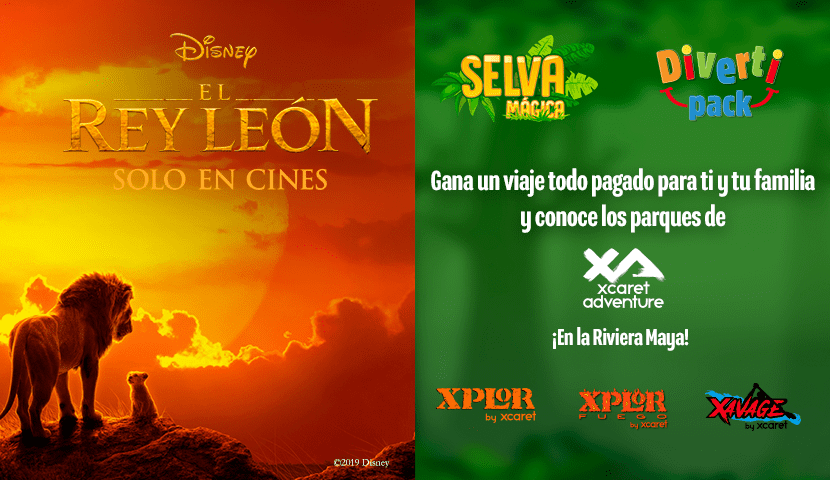 Disney
EL
REY LEÓN
SOLO EN CINES
©2019 Disney
SELVA
MÁGICA
Diverti
pack
Gana un viaje todo pagado para ti y tu familia
y conoce los parques de
XA
xcaret
adventure
¡En la Riviera Maya!
XPLOR
by xcaret
XPLOR
FUEGO
by xcaret
XAVAGE
by xcaret